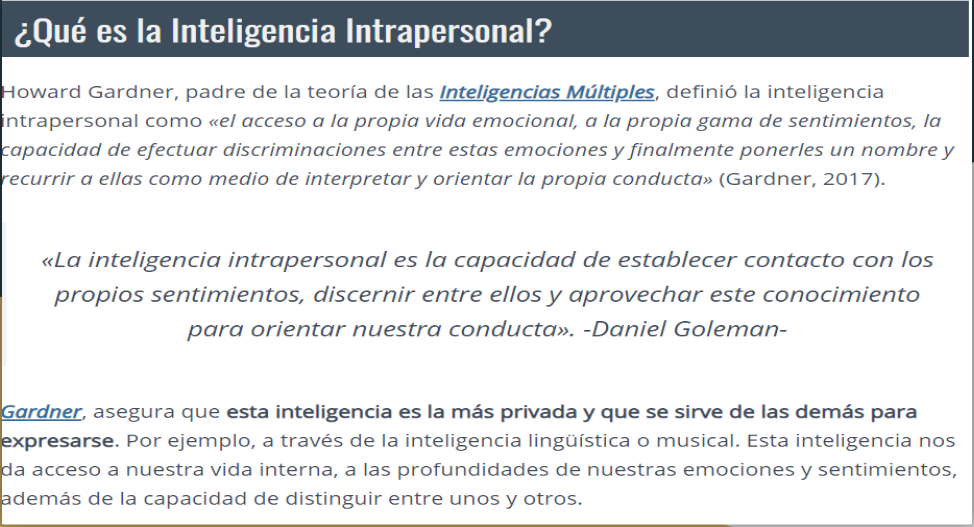 ¿Qué es la Inteligencia Intrapersonal?
Howard Gardner, padre de la teoría de las Inteligencias Múltiples, definió la inteligencia
intrapersonal como «el acceso a la propia vida emocional, a la propia gama de sentimientos, la
capacidad de efectuar discriminaciones entre estas emociones y finalmente ponerles un nombre y
recurrir a ellas como medio de interpretar y orientar la propia conducta» (Gardner, 2017).
«La inteligencia intrapersonal es la capacidad de establecer contacto con los
propios sentimientos, discernir entre ellos y aprovechar este conocimiento
para orientar nuestra conducta». -Daniel Goleman-
Gardner, asegura que esta inteligencia es la más privada y que se sirve de las demás para
expresarse. Por ejemplo, a través de la inteligencia lingüística o musical. Esta inteligencia nos
da acceso a nuestra vida interna, a las profundidades de nuestras emociones y sentimientos,
además de la capacidad de distinguir entre unos y otros.